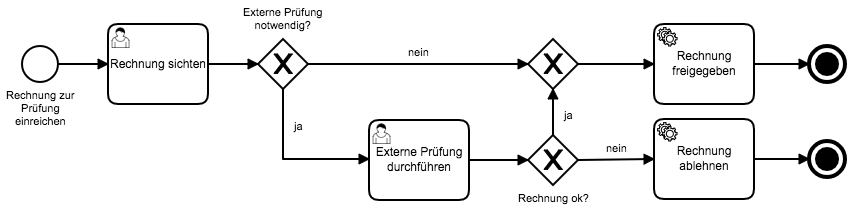 Rechnung zur
Prüfung
einreichen
Rechnung sichten
Externe Prüfung
notwendig?
nein
ja
Externe Prüfung
durchführen
Rechnung ok?
ja
nein
Rechnung
freigegeben
Rechnung
ablehnen